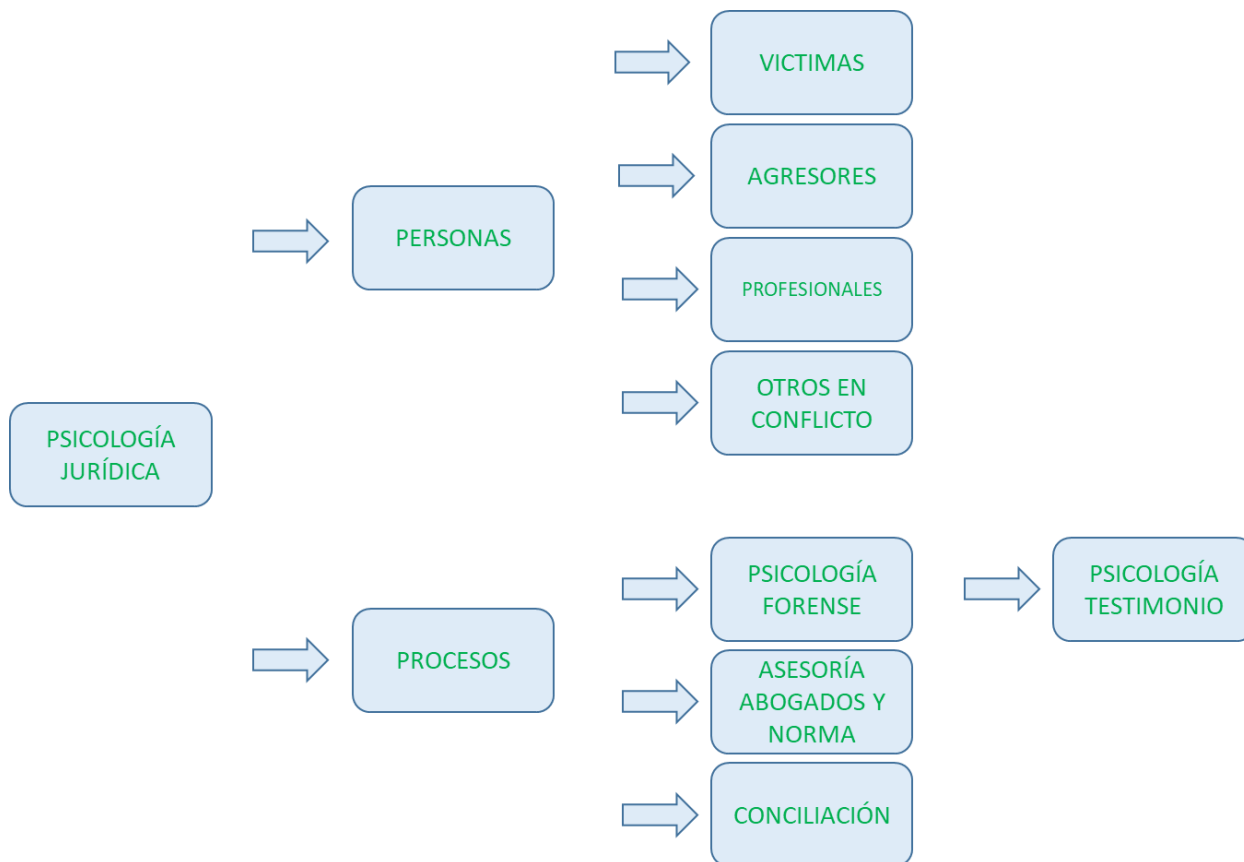 VICTIMAS
AGRESORES
PERSONAS
PROFESIONALES
OTROS EN
CONFLICTO
PSICOLOGÍA
JURÍDICA
PSICOLOGÍA
FORENSE
PSICOLOGÍA
TESTIMONIO
PROCESOS
ASESORÍA
ABOGADOS Y
NORMA
CONCILIACIÓN